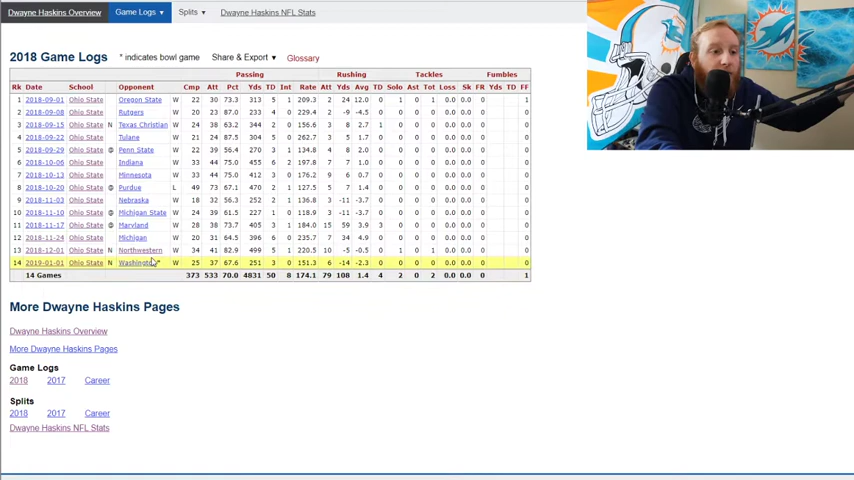 Dwayne Haskins Overview Game Logs ▼ Splits ▼ Dwayne Haskins NFL Stats
2018 Game Logs * indicates bowl game Share & Export ▼ Glossary
Passing Rushing Tackles Fumbles
Rk Date School Opponent Cmp Att Pct Yds TD Int Rate Att Yds Avg TD Solo Ast Tot Loss Sk FR Yds TD FF
1 2018-09-01 Ohio State Oregon State W 22 30 73.3 313 5 1 209.3 2 24 12.0 0 1 0 1 0.0 0.0 0 1
2 2018-09-08 Ohio State Rutgers W 20 23 87.0 233 4 0 229.4 2 -9 -4.5 0 0 0 0 0.0 0.0 0 0
3 2018-09-15 Ohio State N Texas Christian W 24 38 63.2 344 2 0 156.6 3 8 2.7 1 0 0 0 0.0 0.0 0 0
4 2018-09-22 Ohio State Tulane W 21 24 87.5 304 5 0 262.7 3 5 1.7 0 0 0 0 0.0 0.0 0 0
5 2018-09-29 Ohio State @ Penn State W 22 39 56.4 270 3 1 134.8 4 8 2.0 0 0 0 0 0.0 0.0 0 0
6 2018-10-06 Ohio State Indiana W 33 44 75.0 455 6 2 197.8 7 7 1.0 0 0 0 0 0.0 0.0 0 0
7 2018-10-13 Ohio State Minnesota W 33 44 75.0 412 3 0 176.2 9 6 0.7 0 0 0 0 0.0 0.0 0 0
8 2018-10-20 Ohio State @ Purdue L 49 73 67.1 470 2 1 127.5 5 7 1.4 0 0 0 0 0.0 0.0 0 0
9 2018-11-03 Ohio State Nebraska W 18 32 56.3 252 2 1 136.8 3 -11 -3.7 0 0 0 0 0.0 0.0 0 0
10 2018-11-10 Ohio State @ Michigan State W 24 39 61.5 227 1 0 118.9 3 -11 -3.7 0 0 0 0 0.0 0.0 0 0
11 2018-11-17 Ohio State @ Maryland W 28 38 73.7 405 3 1 184.0 15 59 3.9 3 0 0 0 0.0 0.0 0 0
12 2018-11-24 Ohio State Michigan W 20 31 64.5 396 6 0 235.7 7 34 4.9 0 0 0 0 0.0 0.0 0 0
13 2018-12-01 Ohio State N Northwestern W 34 41 82.9 499 5 1 220.5 10 -5 -0.5 0 1 0 1 0.0 0.0 0 0
14 2019-01-01 Ohio State N Washington* W 25 37 67.6 251 3 0 151.3 6 -14 -2.3 0 0 0 0 0.0 0.0 0 0
14 Games 373 533 70.0 4831 50 8 174.1 79 108 1.4 4 2 0 2 0.0 0.0 0 1
More Dwayne Haskins Pages
Dwayne Haskins Overview
More Dwayne Haskins Pages
Game Logs
2018 2017 Career
Splits
2018 2017 Career
Dwayne Haskins NFL Stats